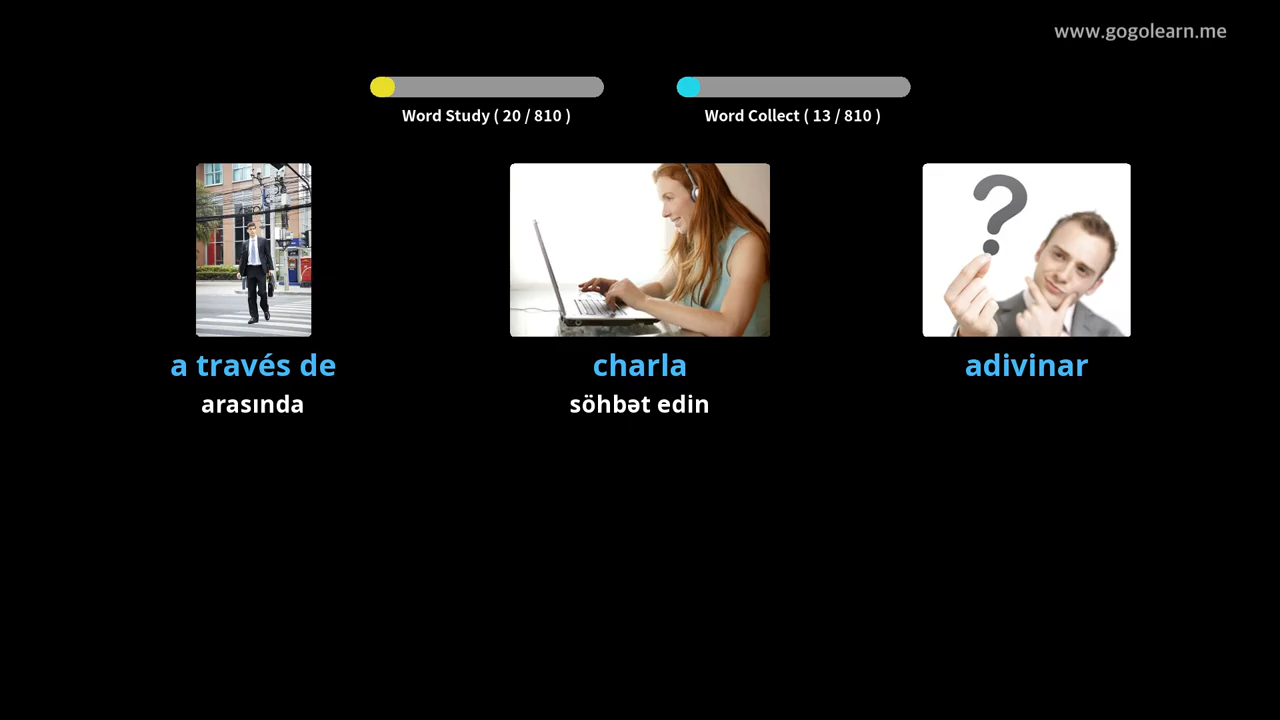 www.gogolearn.me
Word Study ( 20 / 810 )
Word Collect ( 13 / 810 )
a través de
charla
adivinar
arasında
söhbət edin